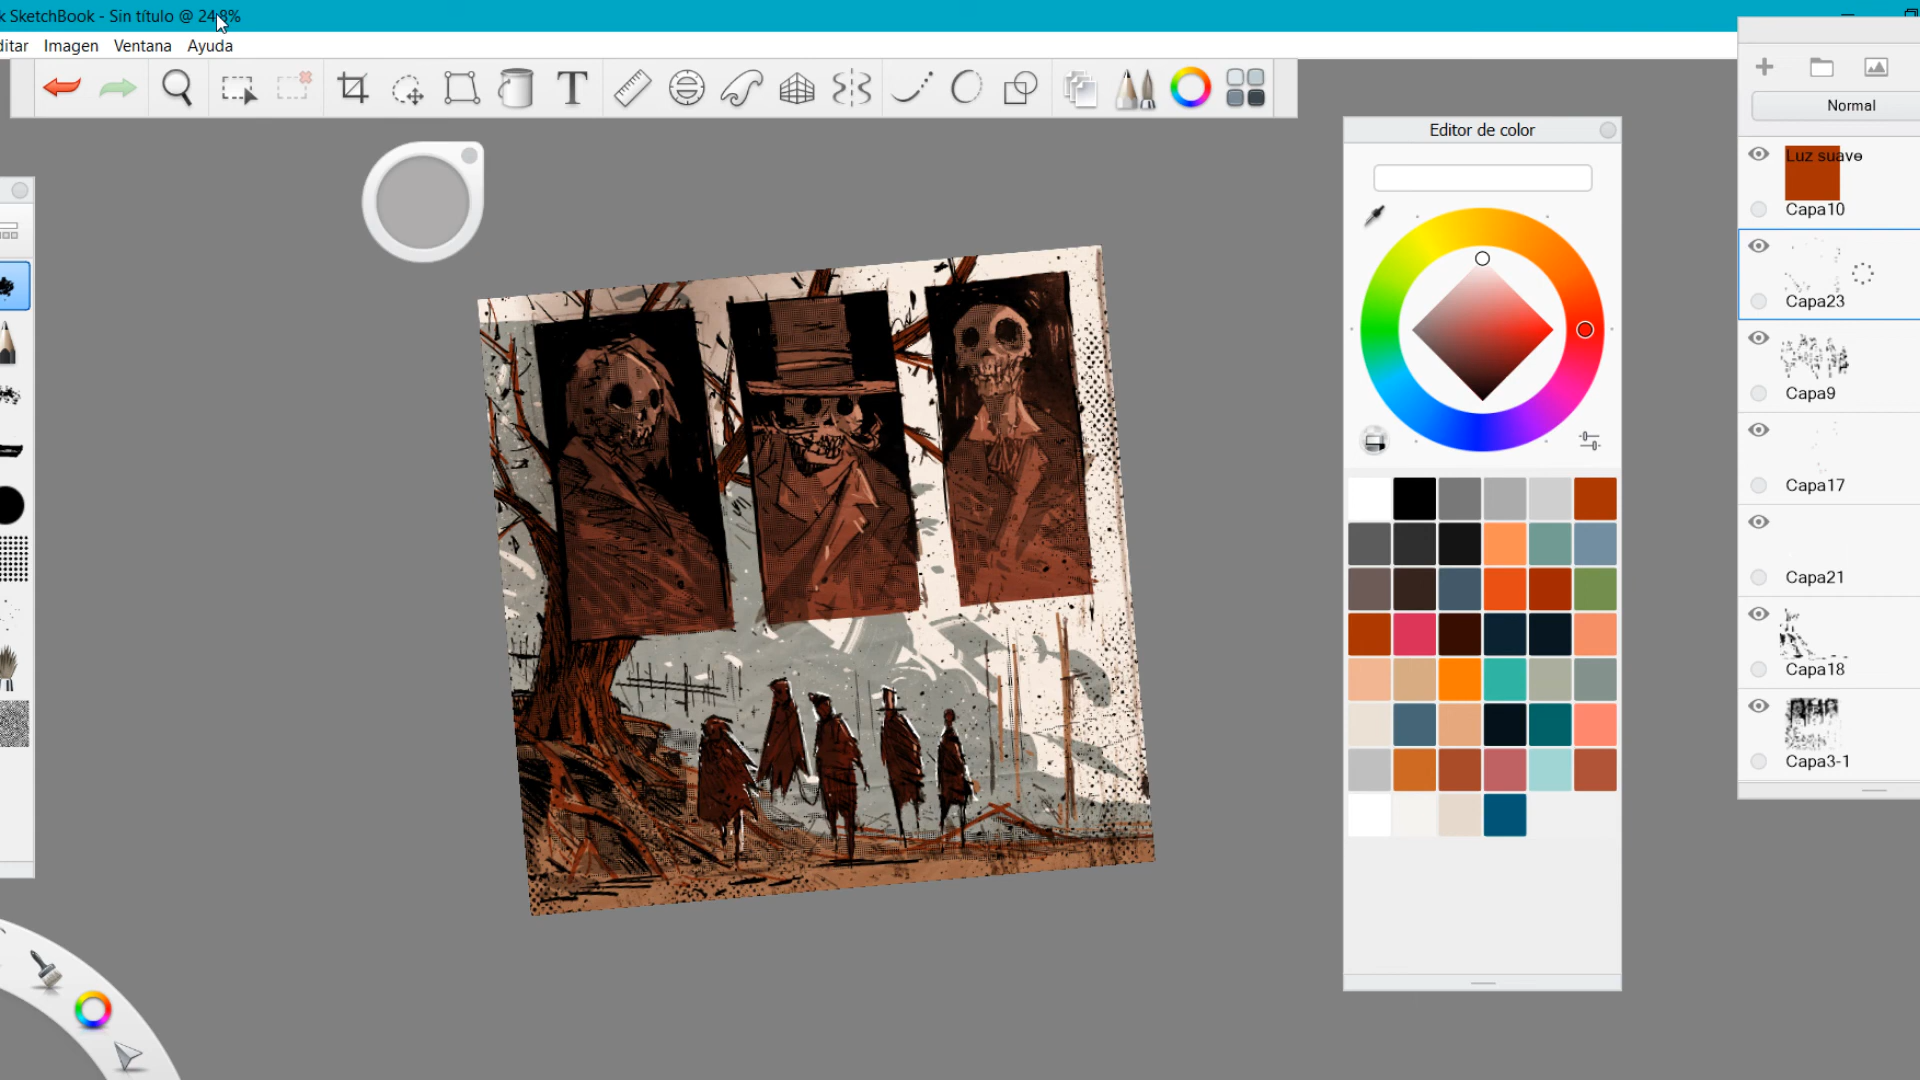 k SketchBook - Sin título @ 24.8%
ditar Imagen Ventana Ayuda
Normal
Editor de color
Luz suave
Capa10
Capa23
Capa9
Capa17
Capa21
Capa18
Capa3-1